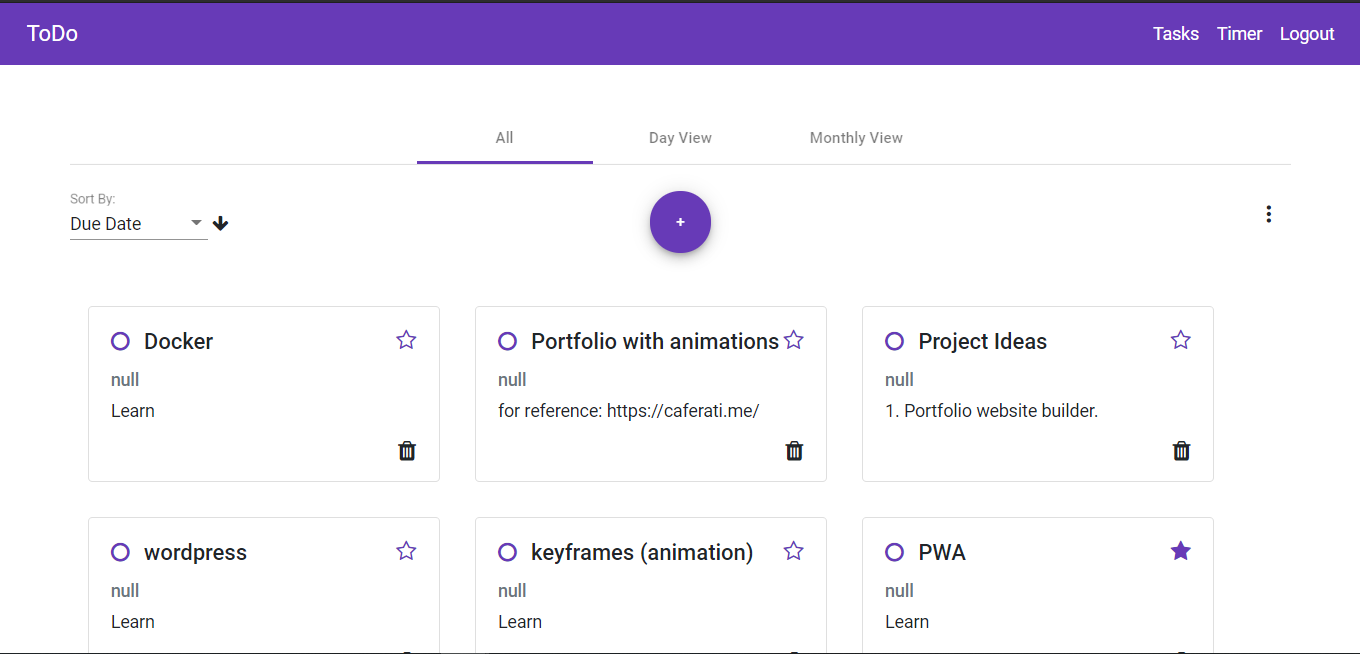 ToDo Tasks Timer Logout
All Day View Monthly View
Sort By:
Due Date
+
Docker Portfolio with animations Project Ideas
null null null
Learn for reference: https://caferati.me/ 1. Portfolio website builder.
wordpress keyframes (animation) PWA
null null null
Learn Learn Learn